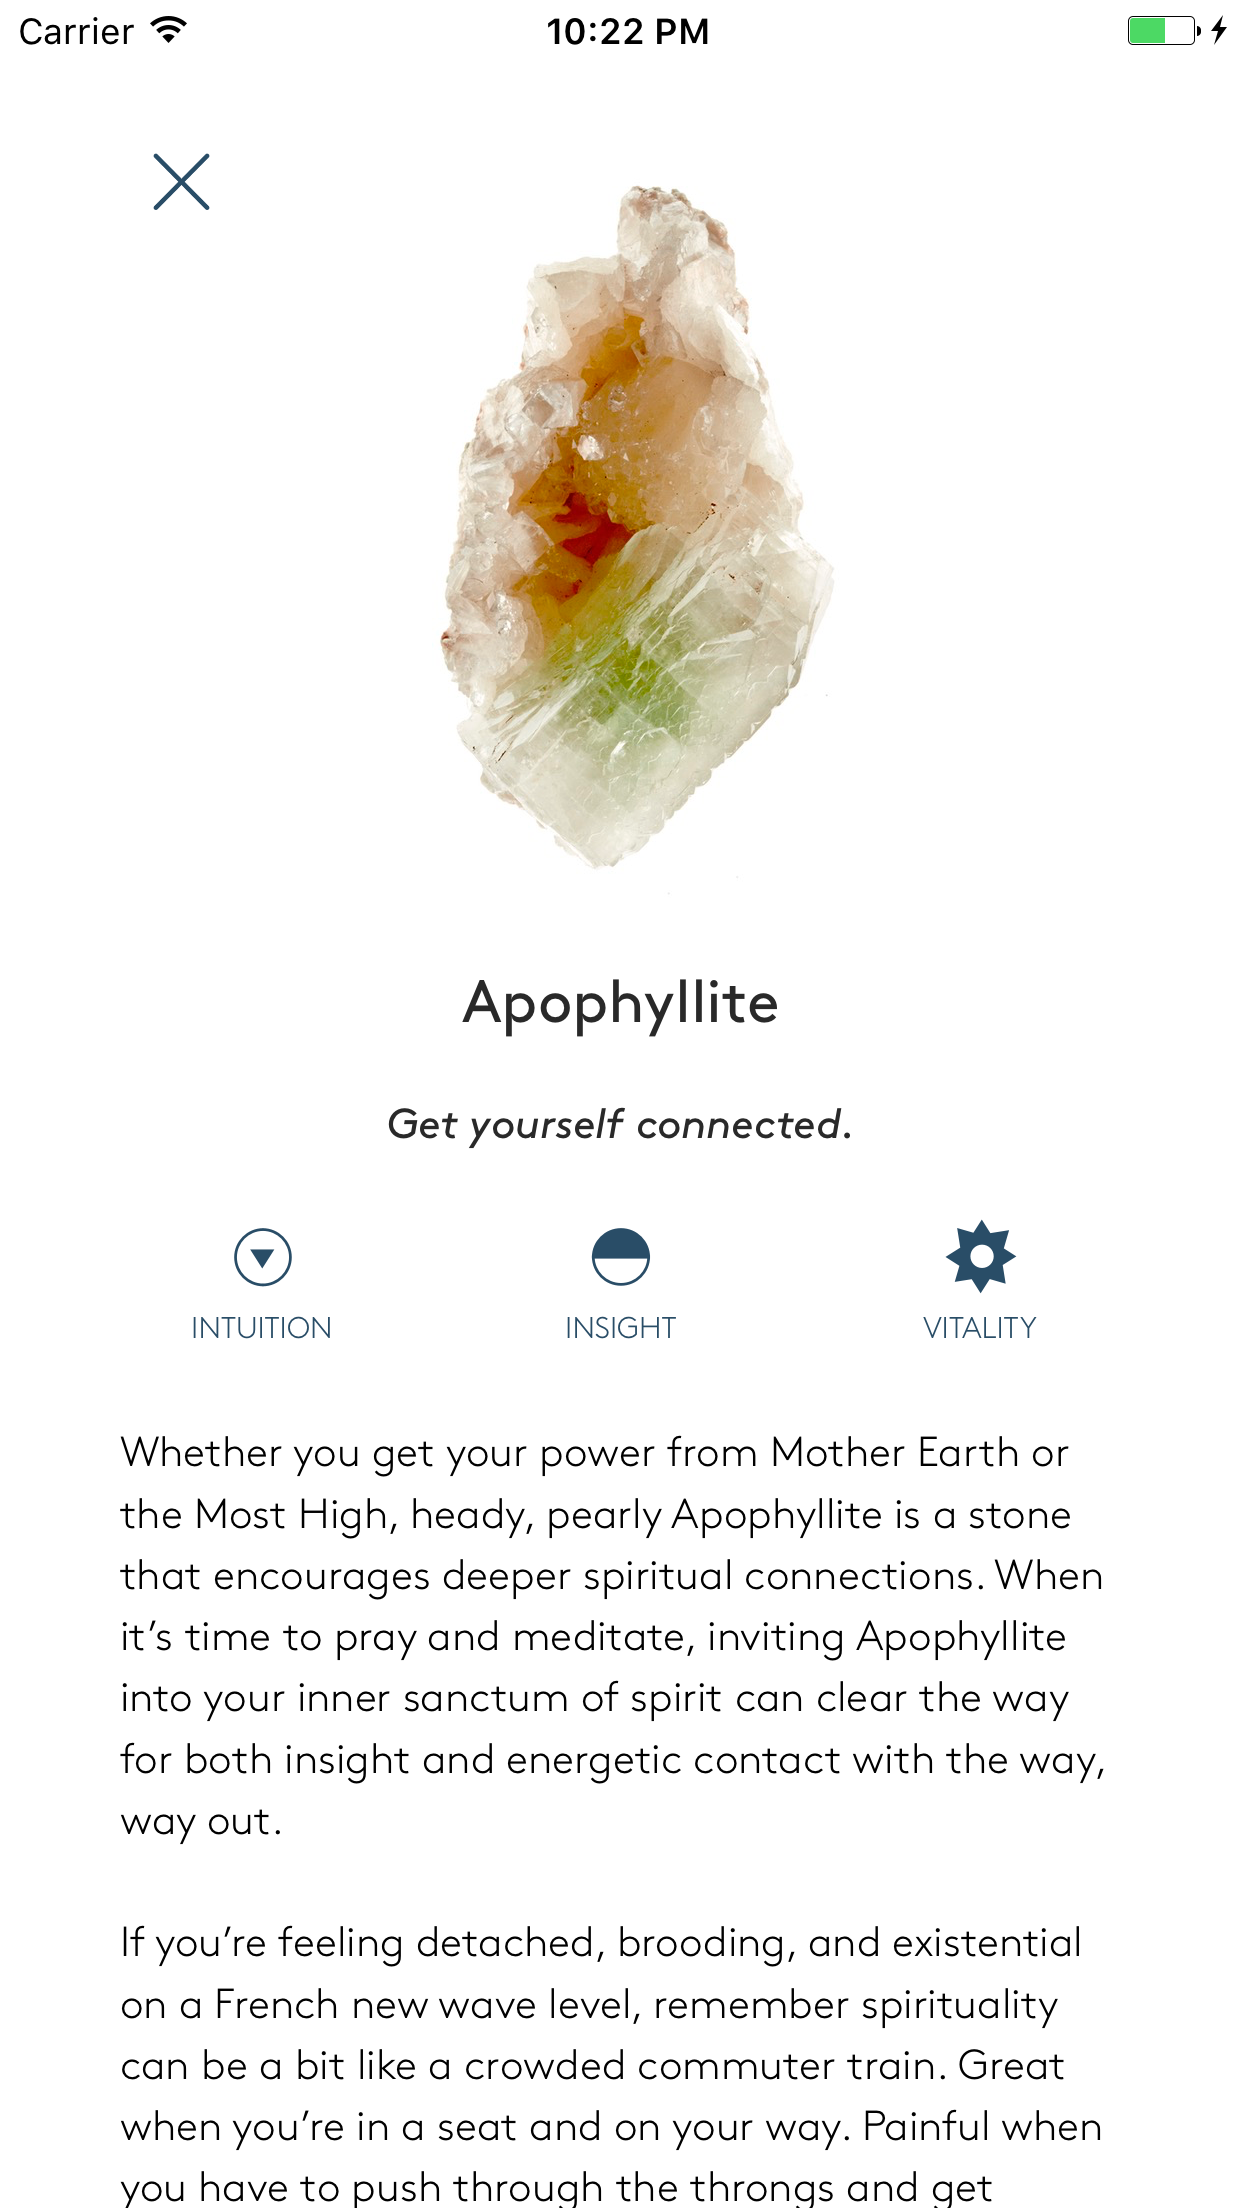 Carrier
10:22 PM
Apophyllite
Get yourself connected.
INTUITION
INSIGHT
VITALITY
Whether you get your power from Mother Earth or
the Most High, heady, pearly Apophyllite is a stone
that encourages deeper spiritual connections. When
it’s time to pray and meditate, inviting Apophyllite
into your inner sanctum of spirit can clear the way
for both insight and energetic contact with the way,
way out.
If you’re feeling detached, brooding, and existential
on a French new wave level, remember spirituality
can be a bit like a crowded commuter train. Great
when you’re in a seat and on your way. Painful when
you have to push through the throngs and get